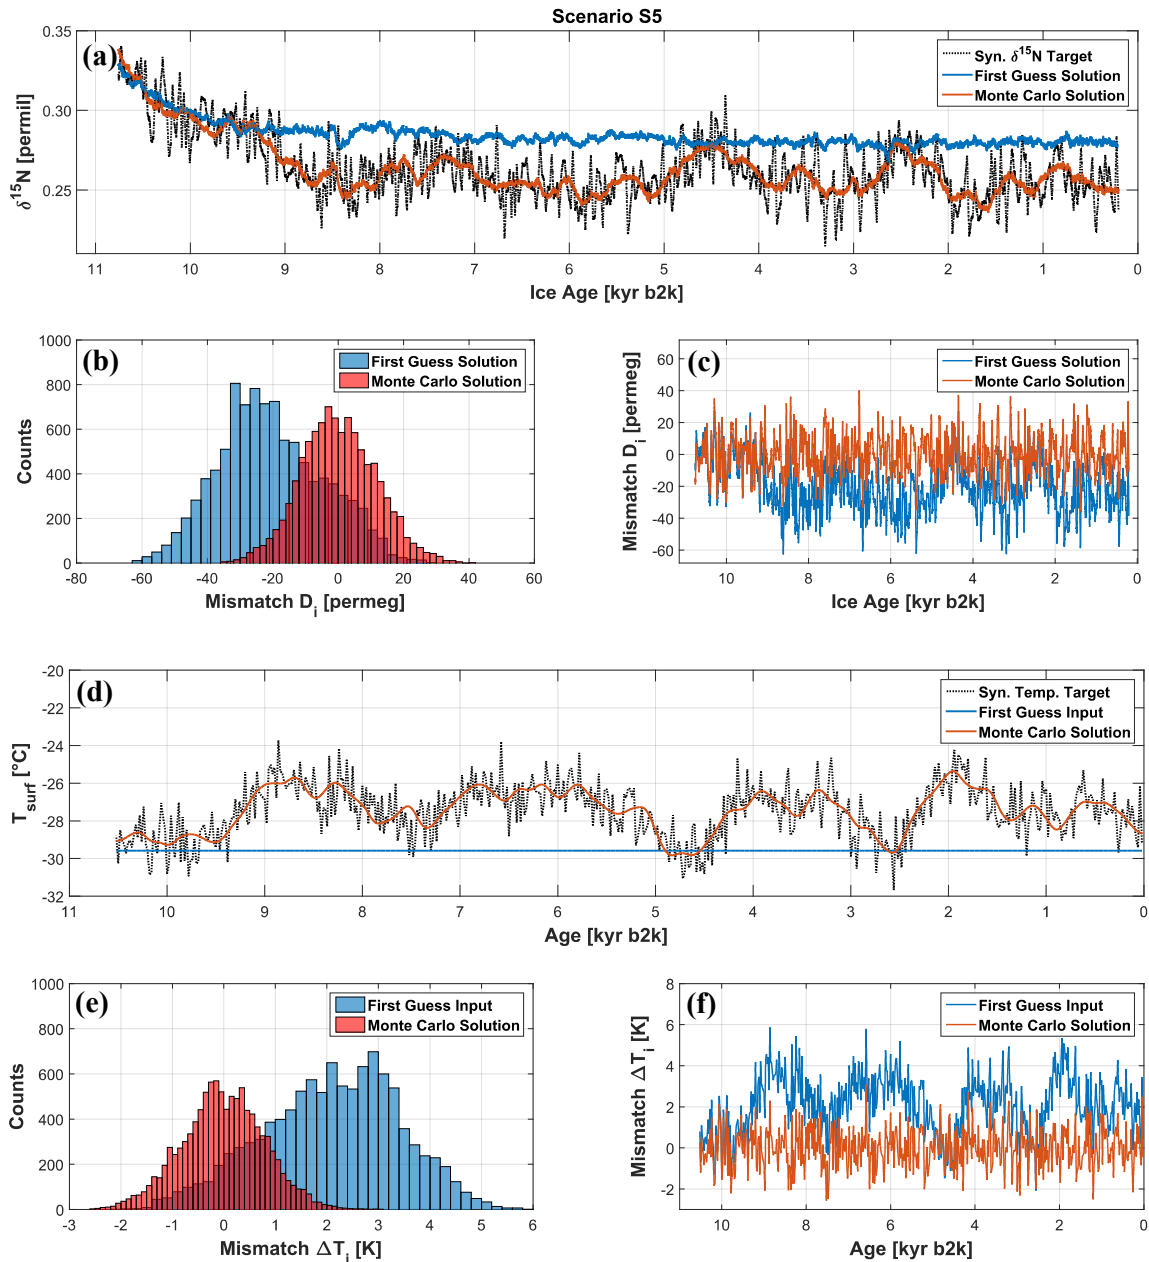 Scenario S5
(a)
Syn. δ15N Target
First Guess Solution
Monte Carlo Solution
δ15N [permil]
0.35
0.30
0.25
11 10 9 8 7 6 5 4 3 2 1 0
Ice Age [kyr b2k]
(b)
First Guess Solution
Monte Carlo Solution
Counts
1000
800
600
400
200
0
-80 -60 -40 -20 0 20 40 60
Mismatch Di [permeg]
(c)
First Guess Solution
Monte Carlo Solution
Mismatch Di [permeg]
60
40
20
0
-20
-40
-60
10 8 6 4 2 0
Ice Age [kyr b2k]
(d)
Syn. Temp. Target
First Guess Input
Monte Carlo Solution
Tsurf [°C]
-20
-22
-24
-26
-28
-30
-32
11 10 9 8 7 6 5 4 3 2 1 0
Age [kyr b2k]
(e)
First Guess Input
Monte Carlo Solution
Counts
1000
800
600
400
200
0
-3 -2 -1 0 1 2 3 4 5 6
Mismatch ΔTi [K]
(f)
First Guess Input
Monte Carlo Solution
Mismatch ΔTi [K]
8
6
4
2
0
-2
10 8 6 4 2 0
Age [kyr b2k]